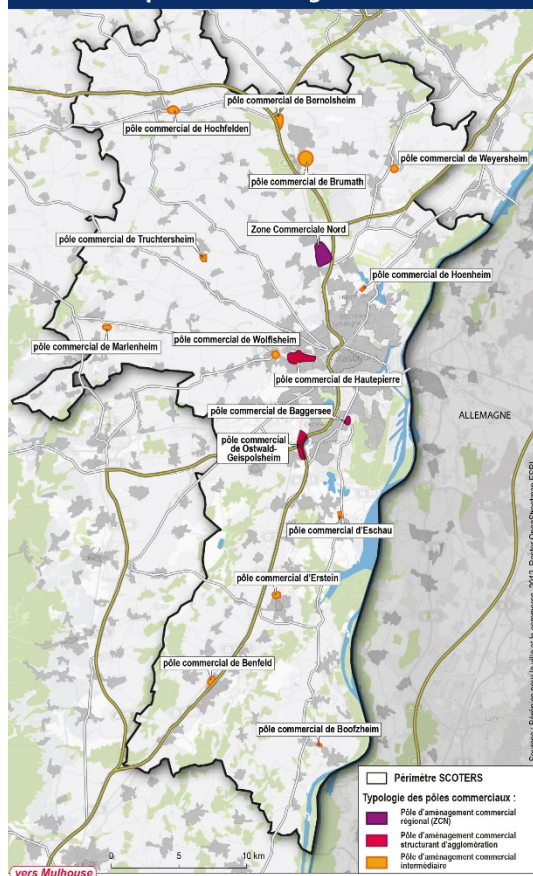 pôle commercial de Bernolsheim
pôle commercial de Hochfelden
pôle commercial de Weyersheim
pôle commercial de Brumath
Zone Commerciale Nord
pôle commercial de Truchtersheim
pôle commercial de Hoenheim
pôle commercial de Wolfisheim
pôle commercial de Marlenheim
pôle commercial de Hautepierre
pôle commercial de Baggersee
ALLEMAGNE
pôle commercial
de Ostwald-
Geispolsheim
pôle commercial d'Eschau
pôle commercial d'Erstein
pôle commercial de Benfeld
pôle commercial de Boofzheim
Périmètre SCOTERS
Typologie des pôles commerciaux :
Pôle d'aménagement commercial
régional (ZCN)
Pôle d'aménagement commercial
structurant d'agglomération
Pôle d'aménagement commercial
intermédiaire
0 5 10 km
vers Mulhouse